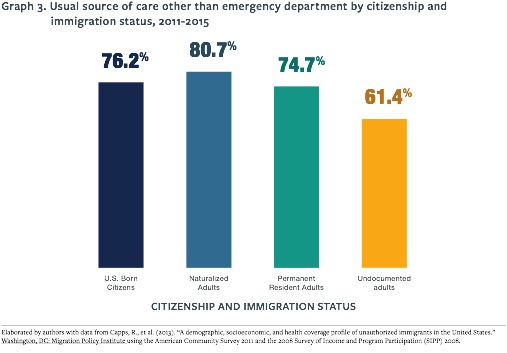 Graph 3. Usual source of care other than emergency department by citizenship and
immigration status, 2011-2015
76.2%
80.7%
74.7%
61.4%
U.S. Born
Citizens
Naturalized
Adults
Permanent
Resident Adults
Undocumented
adults
CITIZENSHIP AND IMMIGRATION STATUS
Elaborated by authors with data from Capps, R., et al. (2013). “A demographic, socioeconomic, and health coverage profile of unauthorized immigrants in the United States.”
Washington, DC: Migration Policy Institute using the American Community Survey 2011 and the 2008 Survey of Income and Program Participation (SIPP) 2008.